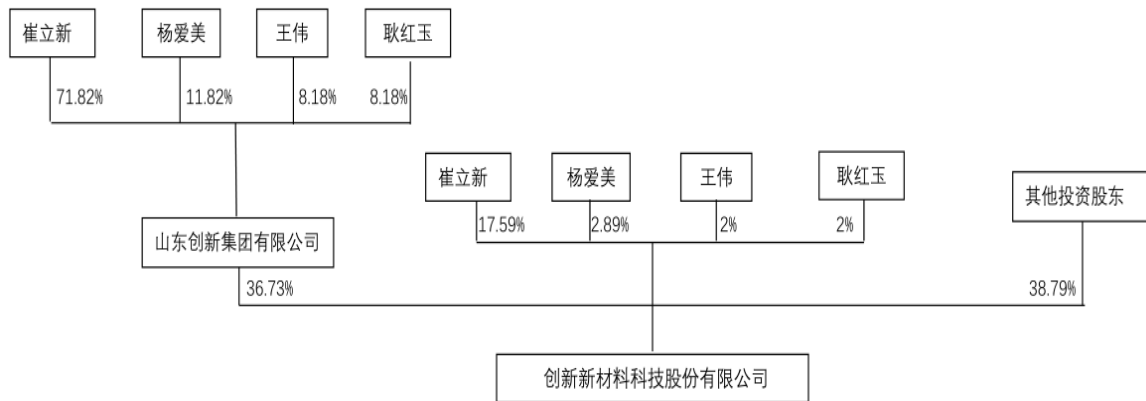 崔立新
杨爱美
王伟
耿红玉
71.82%
11.82%
8.18%
8.18%
崔立新
杨爱美
王伟
耿红玉
其他投资股东
17.59%
2.89%
2%
2%
山东创新集团有限公司
36.73%
38.79%
创新新材料科技股份有限公司